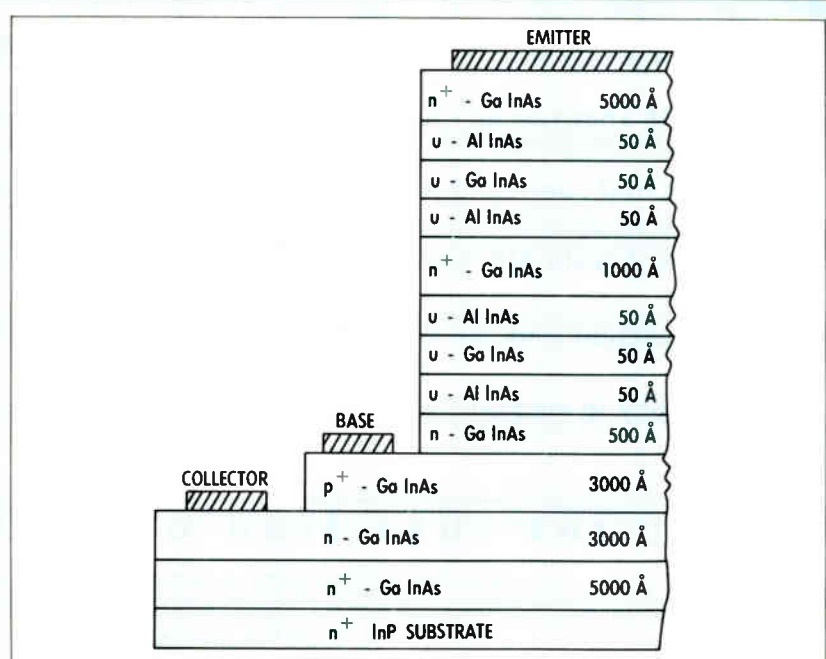 EMITTER
n+ - Ga InAs 5000 Å
u - Al InAs 50 Å
u - Ga InAs 50 Å
u - Al InAs 50 Å
n+ - Ga InAs 1000 Å
u - Al InAs 50 Å
u - Ga InAs 50 Å
u - Al InAs 50 Å
n - Ga InAs 500 Å
BASE
p+ - Ga InAs 3000 Å
COLLECTOR
n - Ga InAs 3000 Å
n+ - Ga InAs 5000 Å
n+ InP SUBSTRATE